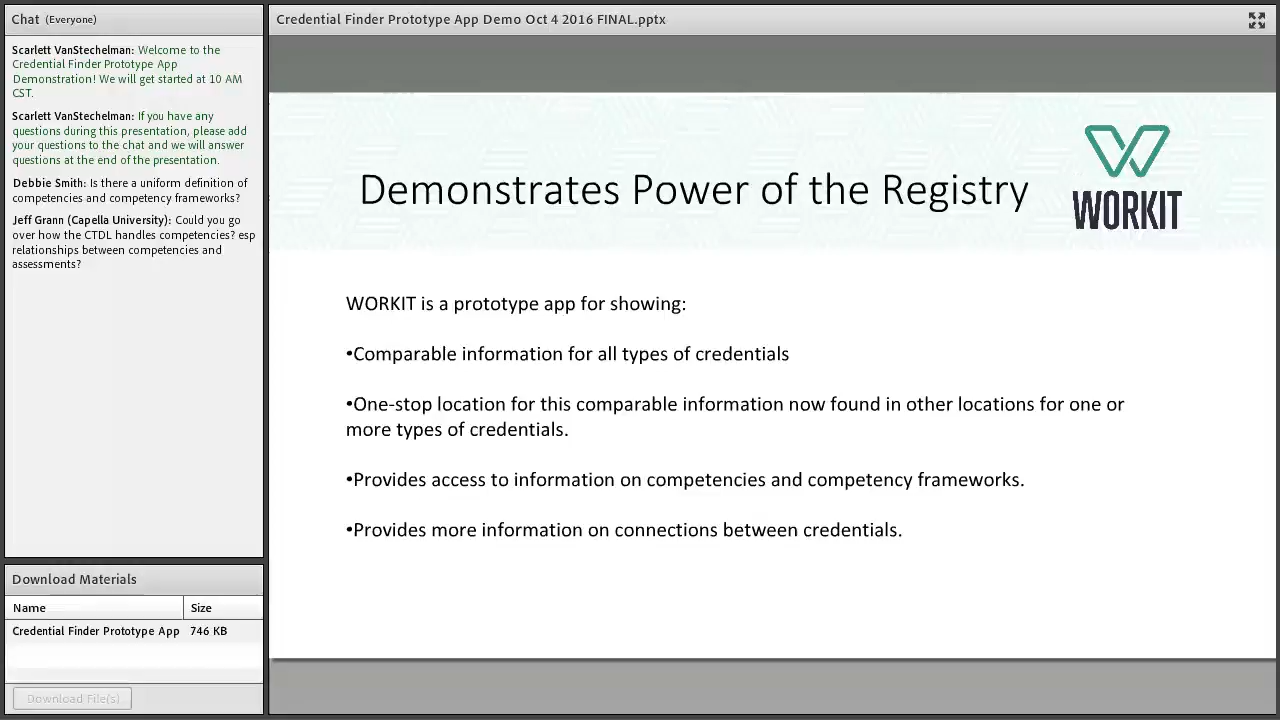 Chat (Everyone)
Scarlett VanStechelman: Welcome to the
Credential Finder Prototype App
Demonstration! We will get started at 10 AM
CST.
Scarlett VanStechelman: If you have any
questions during this presentation, please add
your questions to the chat and we will answer
questions at the end of the presentation.
Debbie Smith: Is there a uniform definition of
competencies and competency frameworks?
Jeff Grann (Capella University): Could you go
over how the CTDL handles competencies? esp
relationships between competencies and
assessments?
Download Materials
Name Size
Credential Finder Prototype App 746 KB
Download File(s)
Credential Finder Prototype App Demo Oct 4 2016 FINAL.pptx
Demonstrates Power of the Registry
WORKIT
WORKIT is a prototype app for showing:
•Comparable information for all types of credentials
•One-stop location for this comparable information now found in other locations for one or
more types of credentials.
•Provides access to information on competencies and competency frameworks.
•Provides more information on connections between credentials.